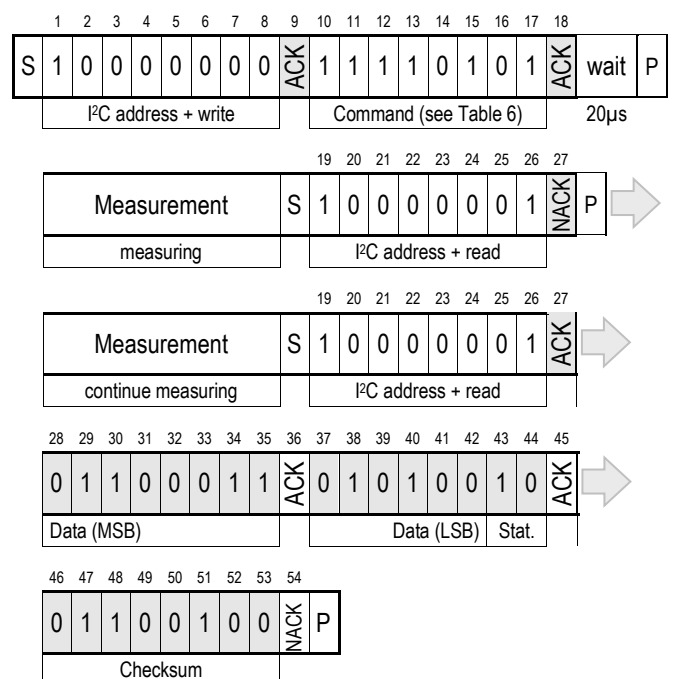 1 2 3 4 5 6 7 8 9 10 11 12 13 14 15 16 17 18
S 1 0 0 0 0 0 0 0 ACK 1 1 1 1 0 1 0 1 ACK wait P
I²C address + write Command (see Table 6) 20µs
19 20 21 22 23 24 25 26 27
Measurement S 1 0 0 0 0 0 0 1 NACK P
measuring I²C address + read
19 20 21 22 23 24 25 26 27
Measurement S 1 0 0 0 0 0 0 1 ACK
continue measuring I²C address + read
28 29 30 31 32 33 34 35 36 37 38 39 40 41 42 43 44 45
0 1 1 0 0 0 1 1 ACK 0 1 0 1 0 0 1 0 ACK
Data (MSB) Data (LSB) Stat.
46 47 48 49 50 51 52 53 54
0 1 1 0 0 1 0 0 NACK P
Checksum